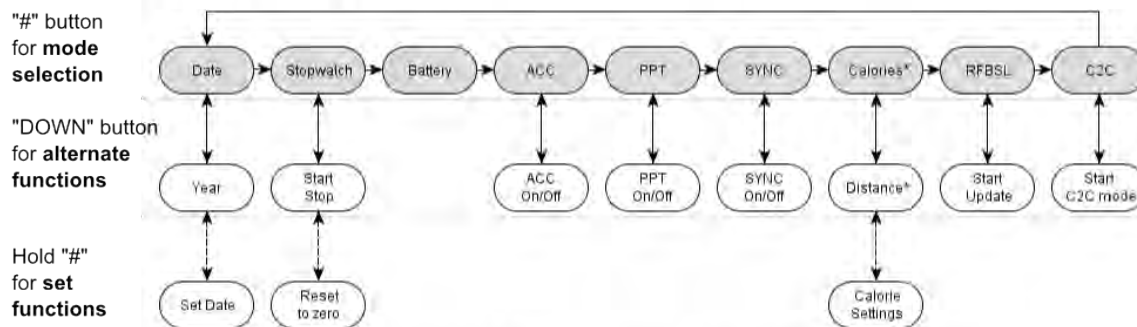 "#" button
for mode
selection
Date Stopwatch Battery ACC PPT SYNC Calories* RFBSL C2C
"DOWN" button
for alternate
functions
Year
Start
Stop
ACC
On/Off
PPT
On/Off
SYNC
On/Off
Distance*
Start
Update
Start
C2C mode
Hold "#"
for set
functions
Set Date
Reset
to zero
Calorie
Settings